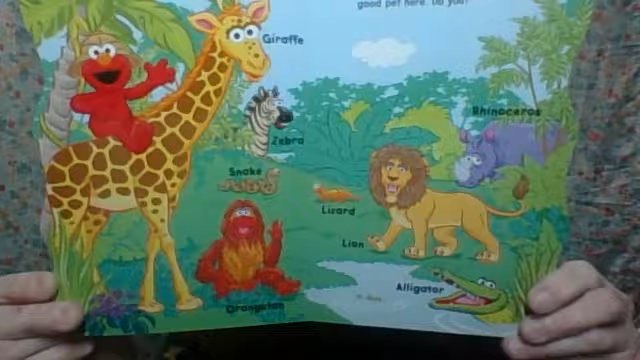 good pet here. Do you?
Giraffe
Rhinoceros
Zebra
Snake
Lizard
Lion
Alligator
Orangutan